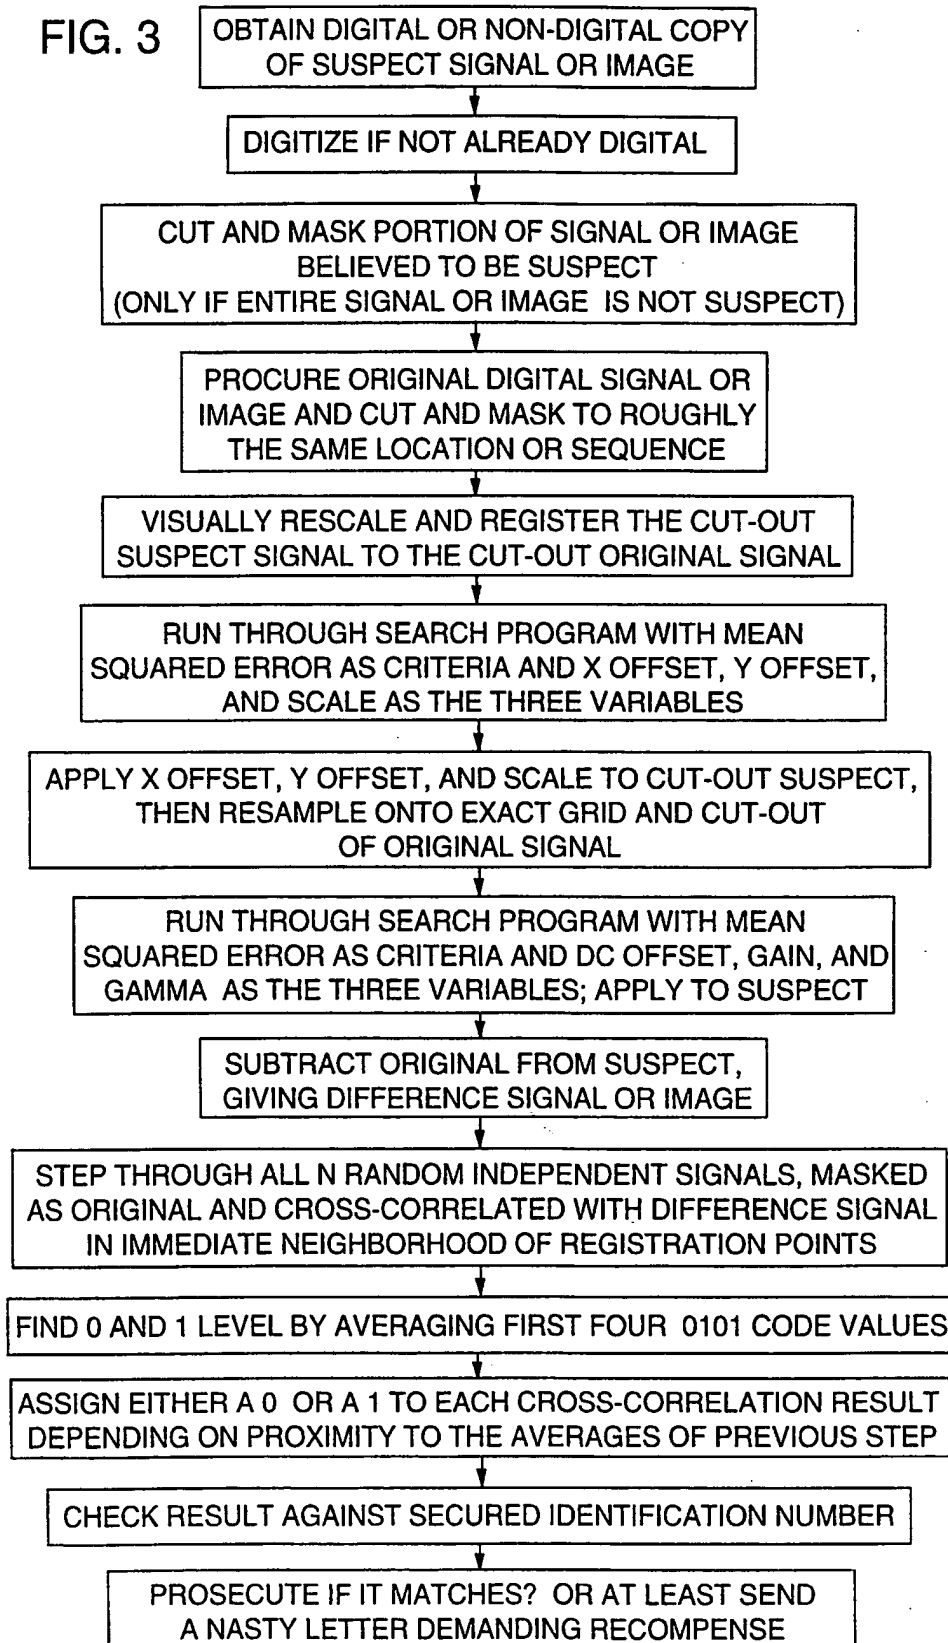 FIG. 3
OBTAIN DIGITAL OR NON-DIGITAL COPY
OF SUSPECT SIGNAL OR IMAGE
DIGITIZE IF NOT ALREADY DIGITAL
CUT AND MASK PORTION OF SIGNAL OR IMAGE
BELIEVED TO BE SUSPECT
(ONLY IF ENTIRE SIGNAL OR IMAGE IS NOT SUSPECT)
PROCURE ORIGINAL DIGITAL SIGNAL OR
IMAGE AND CUT AND MASK TO ROUGHLY
THE SAME LOCATION OR SEQUENCE
VISUALLY RESCALE AND REGISTER THE CUT-OUT
SUSPECT SIGNAL TO THE CUT-OUT ORIGINAL SIGNAL
RUN THROUGH SEARCH PROGRAM WITH MEAN
SQUARED ERROR AS CRITERIA AND X OFFSET, Y OFFSET,
AND SCALE AS THE THREE VARIABLES
APPLY X OFFSET, Y OFFSET, AND SCALE TO CUT-OUT SUSPECT,
THEN RESAMPLE ONTO EXACT GRID AND CUT-OUT
OF ORIGINAL SIGNAL
RUN THROUGH SEARCH PROGRAM WITH MEAN
SQUARED ERROR AS CRITERIA AND DC OFFSET, GAIN, AND
GAMMA AS THE THREE VARIABLES; APPLY TO SUSPECT
SUBTRACT ORIGINAL FROM SUSPECT,
GIVING DIFFERENCE SIGNAL OR IMAGE
STEP THROUGH ALL N RANDOM INDEPENDENT SIGNALS, MASKED
AS ORIGINAL AND CROSS-CORRELATED WITH DIFFERENCE SIGNAL
IN IMMEDIATE NEIGHBORHOOD OF REGISTRATION POINTS
FIND 0 AND 1 LEVEL BY AVERAGING FIRST FOUR 0101 CODE VALUES
ASSIGN EITHER A 0 OR A 1 TO EACH CROSS-CORRELATION RESULT
DEPENDING ON PROXIMITY TO THE AVERAGES OF PREVIOUS STEP
CHECK RESULT AGAINST SECURED IDENTIFICATION NUMBER
PROSECUTE IF IT MATCHES? OR AT LEAST SEND
A NASTY LETTER DEMANDING RECOMPENSE